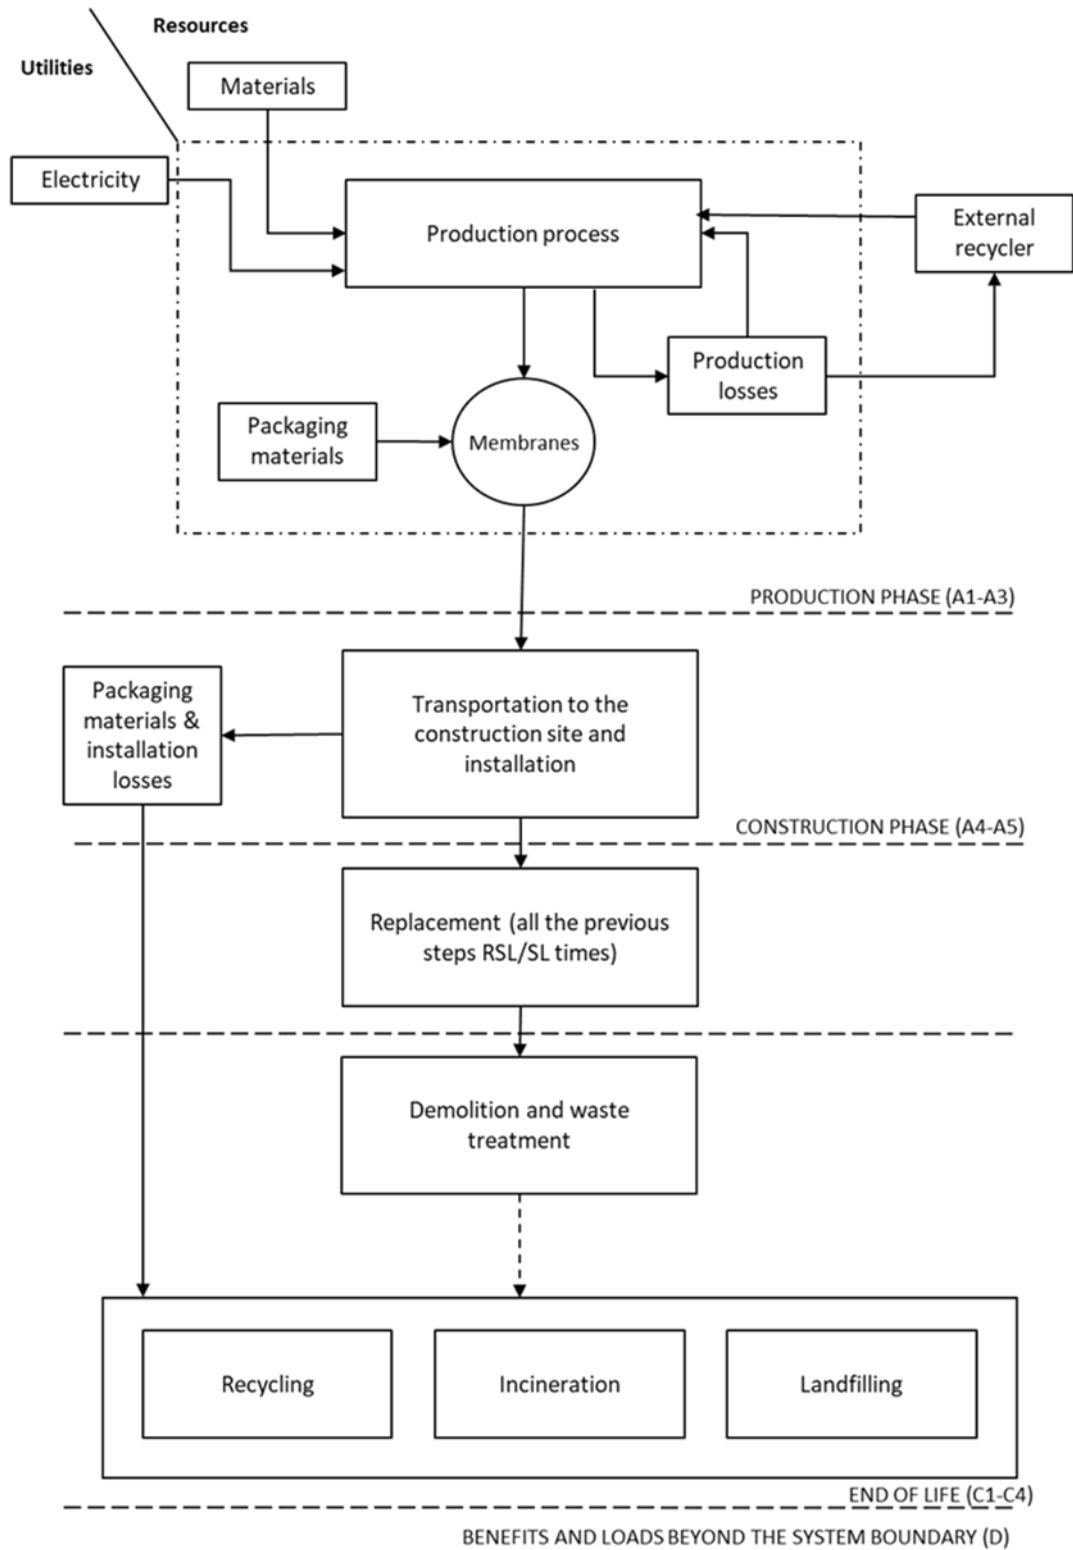 Resources
Utilities
Materials
Electricity
Production process
External
recycler
Production
losses
Packaging
materials
Membranes
PRODUCTION PHASE (A1-A3)
Packaging
materials &
installation
losses
Transportation to the
construction site and
installation
CONSTRUCTION PHASE (A4-A5)
Replacement (all the previous
steps RSL/SL times)
Demolition and waste
treatment
Recycling
Incineration
Landfilling
END OF LIFE (C1-C4)
BENEFITS AND LOADS BEYOND THE SYSTEM BOUNDARY (D)